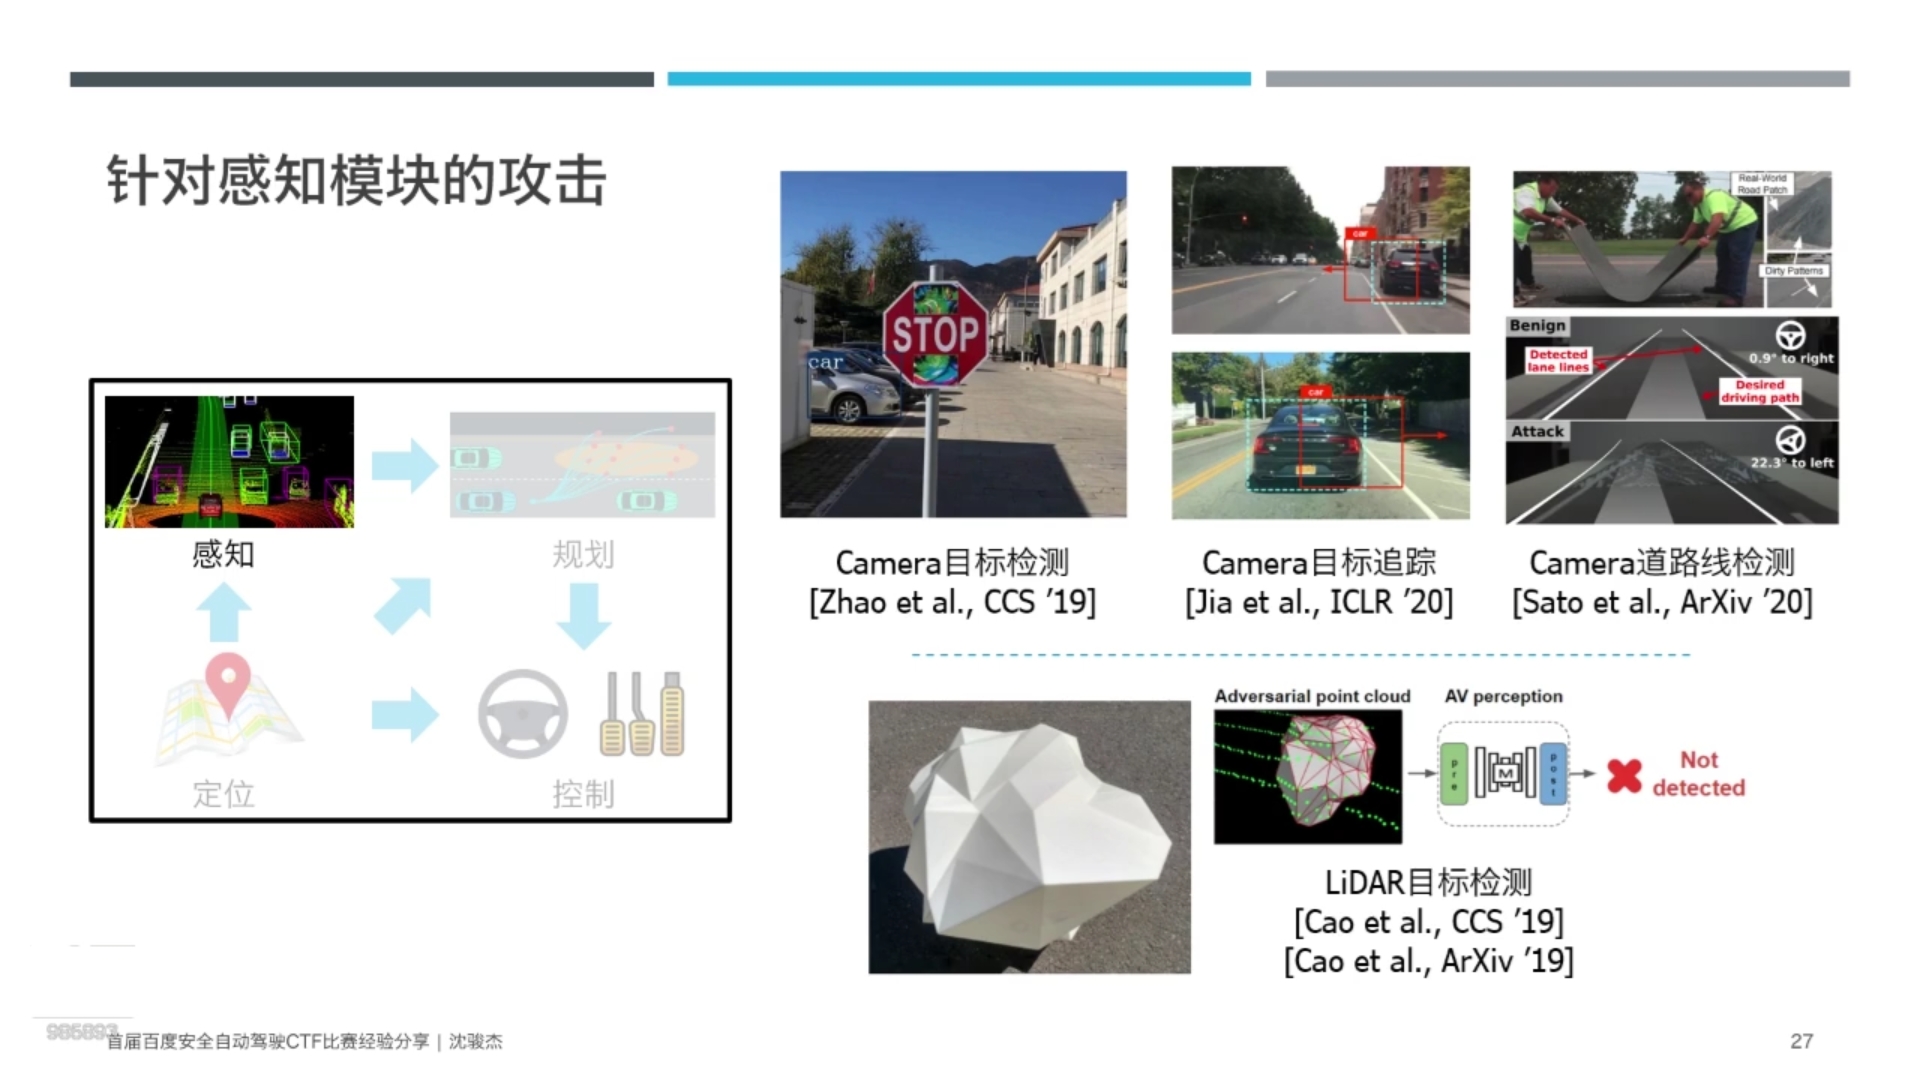 针对感知模块的攻击
感知
规划
定位
控制
STOP
car
Camera目标检测
[Zhao et al., CCS ’19]
car
car
Camera目标追踪
[Jia et al., ICLR ’20]
Real-World
Road Patch
Dirty Patterns
Benign
Detected
lane lines
0.9° to right
Desired
driving path
Attack
22.3° to left
Camera道路线检测
[Sato et al., ArXiv ’20]
Adversarial point cloud
AV perception
pre
M
post
Not
detected
LiDAR目标检测
[Cao et al., CCS ’19]
[Cao et al., ArXiv ’19]
985893
首届百度安全自动驾驶CTF比赛经验分享 | 沈骏杰
27